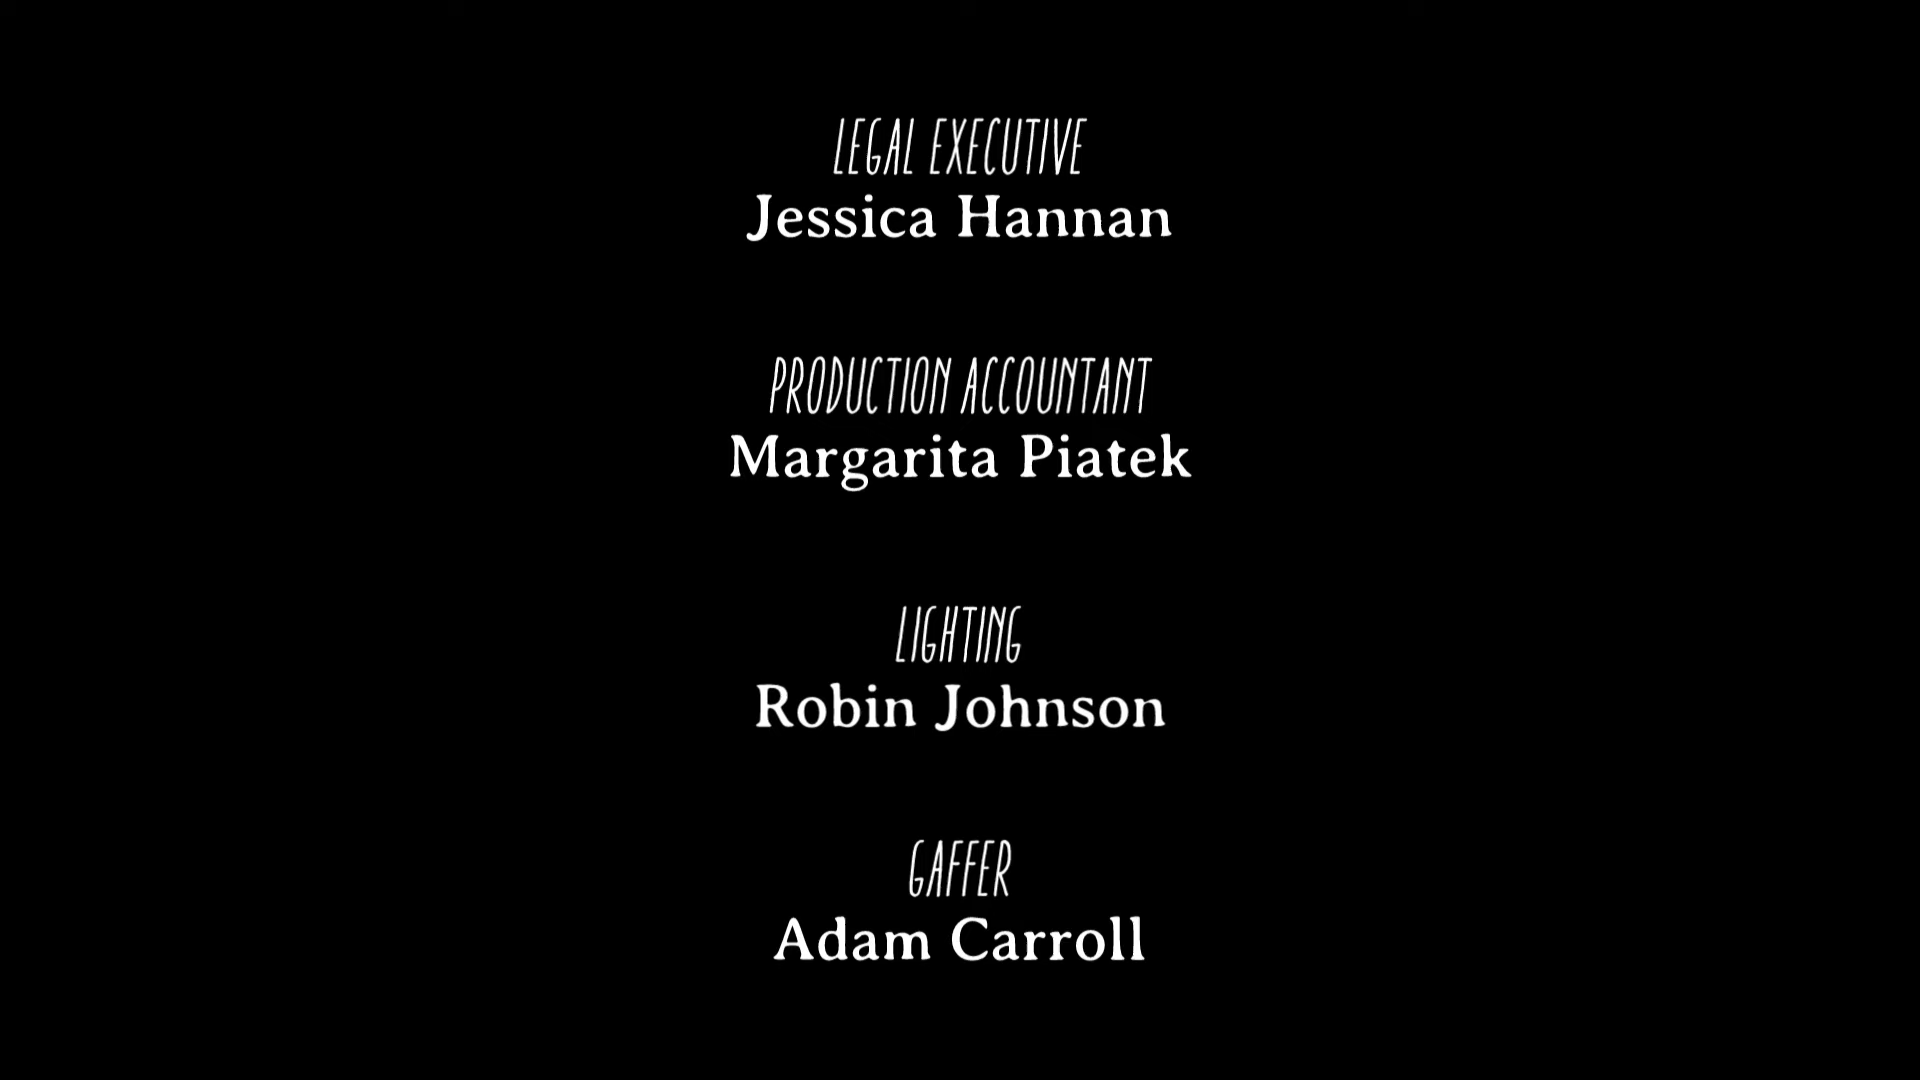 LEGAL EXECUTIVE
Jessica Hannan
PRODUCTION ACCOUNTANT
Margarita Piatek
LIGHTING
Robin Johnson
GAFFER
Adam Carroll